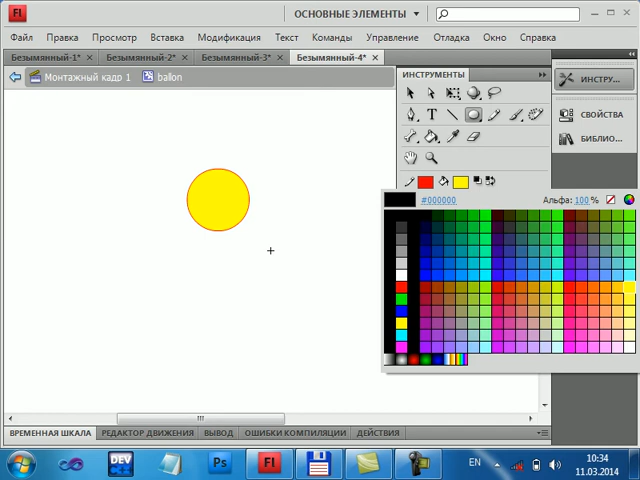 Fl
ОСНОВНЫЕ ЭЛЕМЕНТЫ
Файл Правка Просмотр Вставка Модификация Текст Команды Управление Отладка Окно Справка
Безымянный-1* Безымянный-2* Безымянный-3* Безымянный-4*
Монтажный кадр 1 ballon
ИНСТРУМЕНТЫ
ИНСТРУ...
СВОЙСТВА
БИБЛИО...
T
#000000 Альфа: 100 %
ВРЕМЕННАЯ ШКАЛА РЕДАКТОР ДВИЖЕНИЯ ВЫВОД ОШИБКИ КОМПИЛЯЦИИ ДЕЙСТВИЯ
DEV Ps Fl EN 10:34
11.03.2014